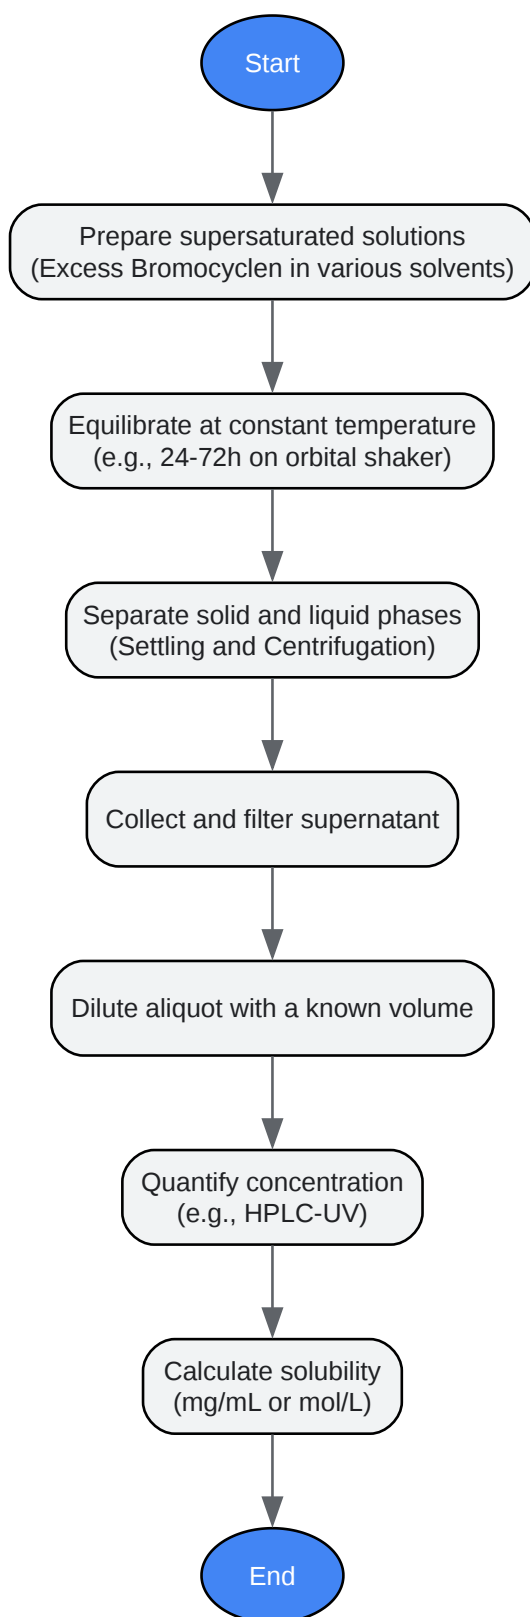 Start
Prepare supersaturated solutions
(Excess Bromocyclen in various solvents)
Equilibrate at constant temperature
(e.g., 24-72h on orbital shaker)
Separate solid and liquid phases
(Settling and Centrifugation)
Collect and filter supernatant
Dilute aliquot with a known volume
Quantify concentration
(e.g., HPLC-UV)
Calculate solubility
(mg/mL or mol/L)
End